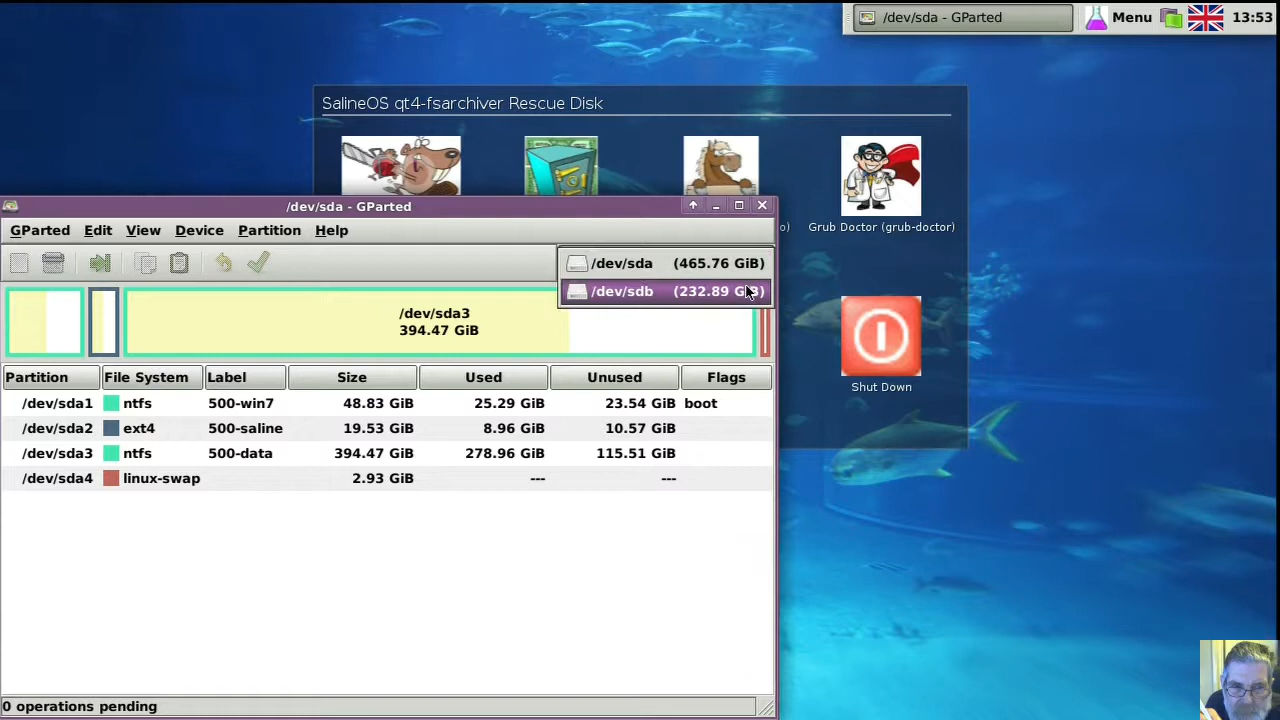 /dev/sda - GParted
Menu
13:53
SalineOS qt4-fsarchiver Rescue Disk
o)
Grub Doctor (grub-doctor)
Shut Down
/dev/sda - GParted
GParted Edit View Device Partition Help
/dev/sda (465.76 GiB)
/dev/sdb (232.89 GiB)
/dev/sda3
394.47 GiB
Partition File System Label Size Used Unused Flags
/dev/sda1 ntfs 500-win7 48.83 GiB 25.29 GiB 23.54 GiB boot
/dev/sda2 ext4 500-saline 19.53 GiB 8.96 GiB 10.57 GiB
/dev/sda3 ntfs 500-data 394.47 GiB 278.96 GiB 115.51 GiB
/dev/sda4 linux-swap 2.93 GiB --- ---
0 operations pending